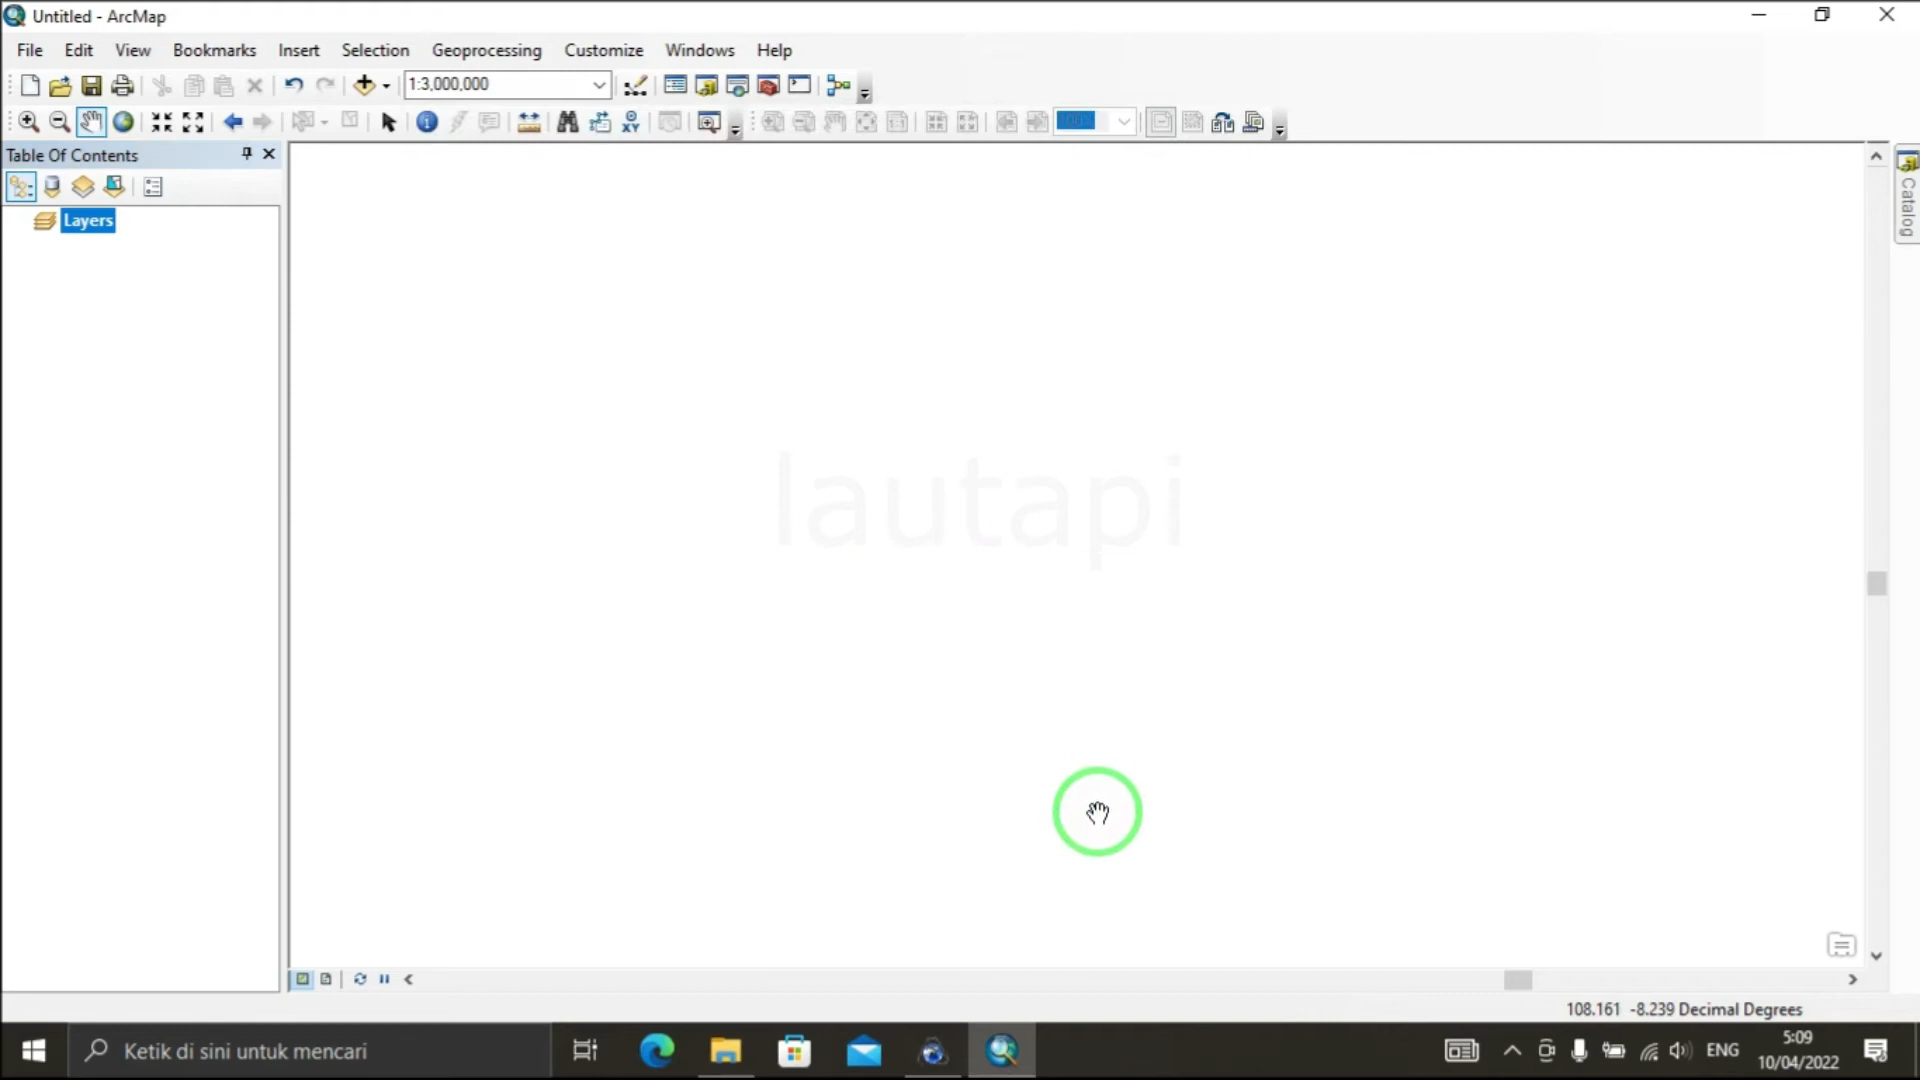 Untitled - ArcMap
File Edit View Bookmarks Insert Selection Geoprocessing Customize Windows Help
1:3,000,000
Table Of Contents
Layers
Catalog
lautapi
108.161 -8.239 Decimal Degrees
Ketik di sini untuk mencari
ENG
5:09
10/04/2022